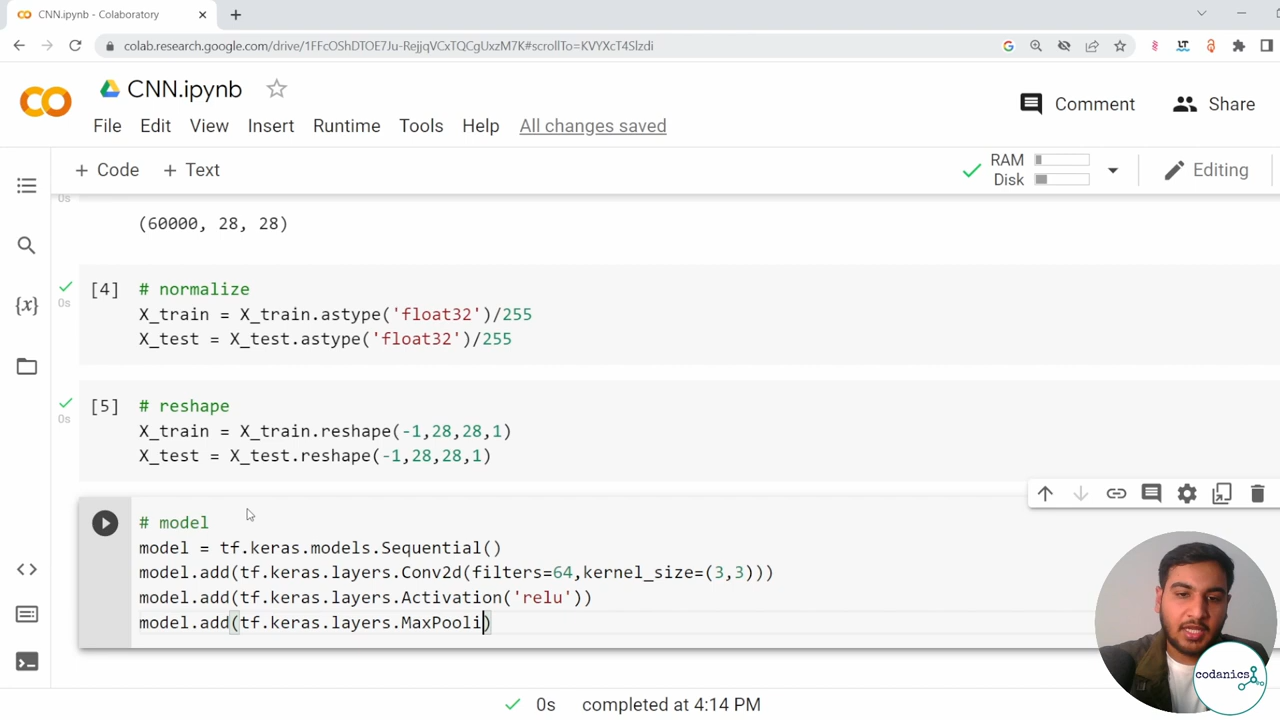 CNN.ipynb - Colaboratory
colab.research.google.com/drive/1FFcOShDTOE7Ju-RejjqVCxTQCgUxzM7K#scrollTo=KVYXcT4Slzdi
CNN.ipynb
Comment
Share
File Edit View Insert Runtime Tools Help All changes saved
+ Code + Text
RAM
Disk
Editing
0s
(60000, 28, 28)
[4] # normalize
0s
X_train = X_train.astype('float32')/255
X_test = X_test.astype('float32')/255
[5] # reshape
0s
X_train = X_train.reshape(-1,28,28,1)
X_test = X_test.reshape(-1,28,28,1)
# model
model = tf.keras.models.Sequential()
model.add(tf.keras.layers.Conv2d(filters=64,kernel_size=(3,3)))
model.add(tf.keras.layers.Activation('relu'))
model.add(tf.keras.layers.MaxPooli)
codanics
0s completed at 4:14 PM